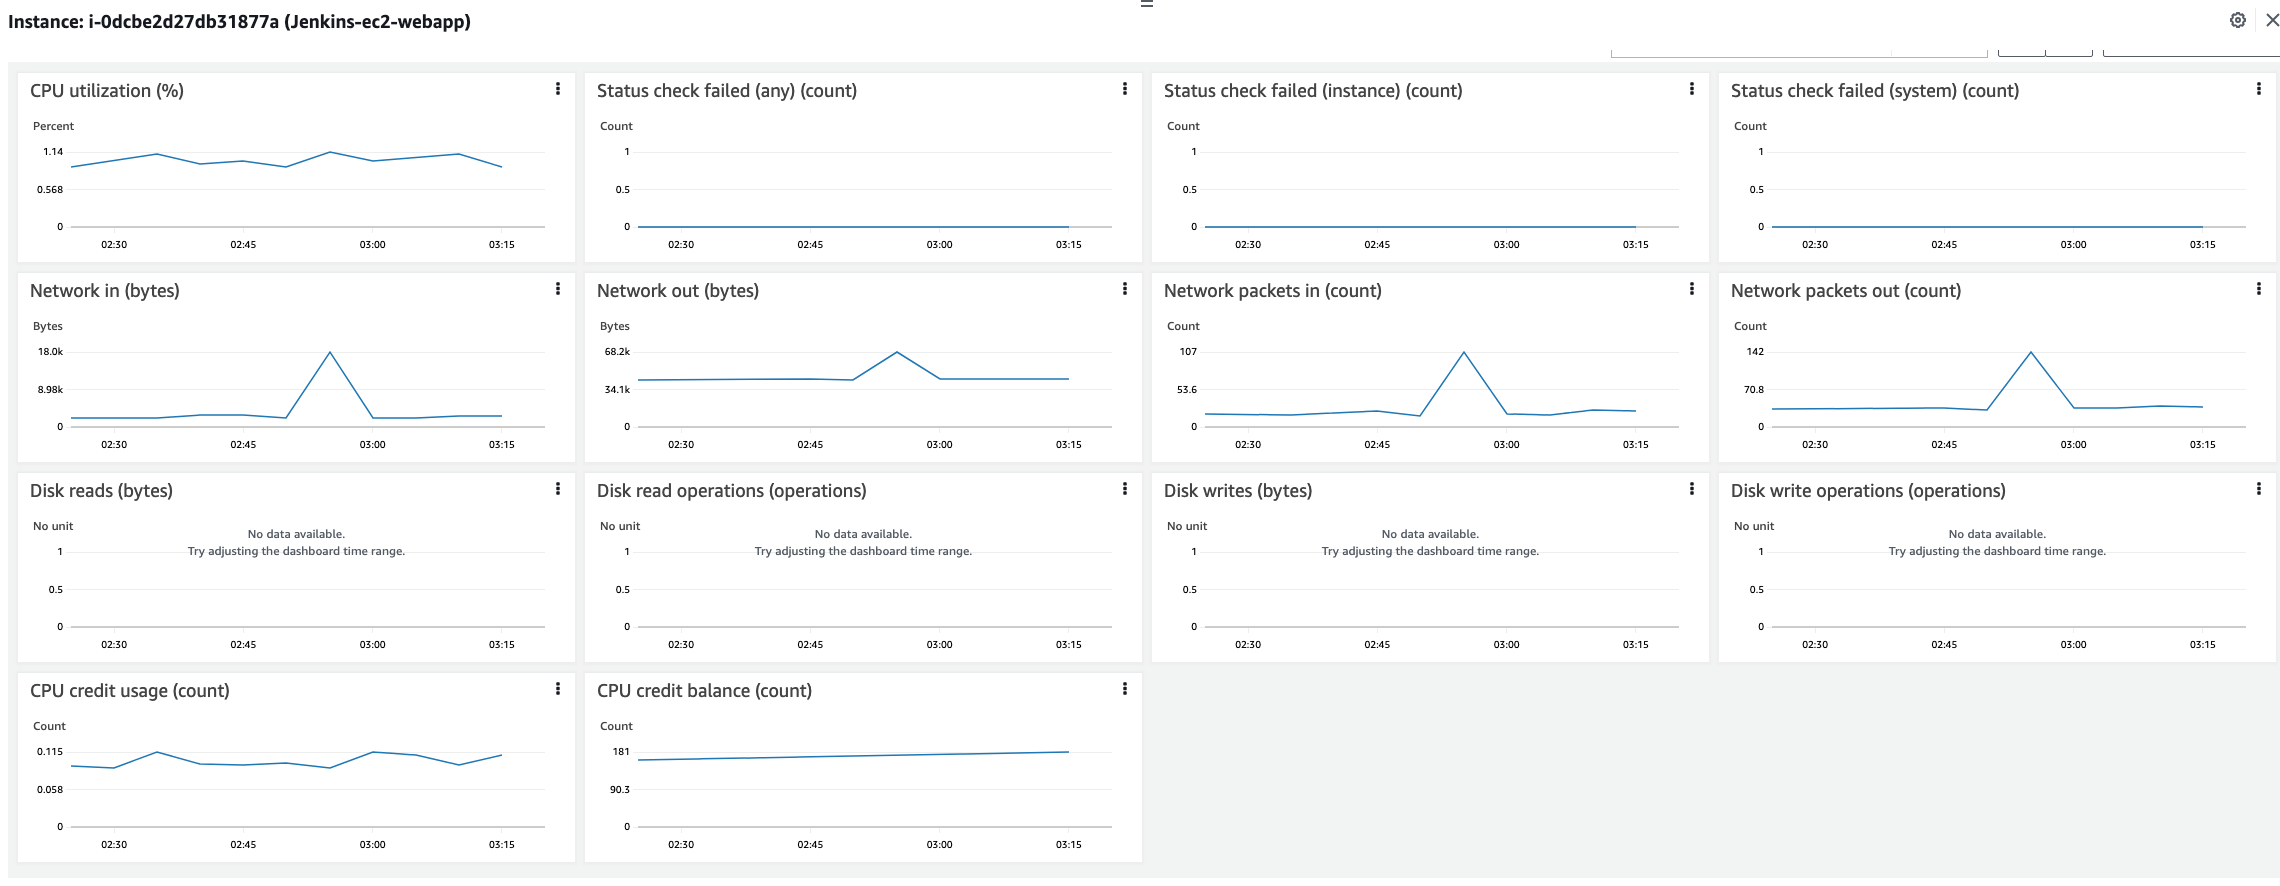 Instance: i-0dcbe2d27db31877a (Jenkins-ec2-webapp)
CPU utilization (%)
Percent
1.14
0.568
0
02:30 02:45 03:00 03:15
Status check failed (any) (count)
Count
1
0.5
0
02:30 02:45 03:00 03:15
Status check failed (instance) (count)
Count
1
0.5
0
02:30 02:45 03:00 03:15
Status check failed (system) (count)
Count
1
0.5
0
02:30 02:45 03:00 03:15
Network in (bytes)
Bytes
18.0k
8.98k
0
02:30 02:45 03:00 03:15
Network out (bytes)
Bytes
68.2k
34.1k
0
02:30 02:45 03:00 03:15
Network packets in (count)
Count
107
53.6
0
02:30 02:45 03:00 03:15
Network packets out (count)
Count
142
70.8
0
02:30 02:45 03:00 03:15
Disk reads (bytes)
No unit
No data available.
Try adjusting the dashboard time range.
1
0.5
0
02:30 02:45 03:00 03:15
Disk read operations (operations)
No unit
No data available.
Try adjusting the dashboard time range.
1
0.5
0
02:30 02:45 03:00 03:15
Disk writes (bytes)
No unit
No data available.
Try adjusting the dashboard time range.
1
0.5
0
02:30 02:45 03:00 03:15
Disk write operations (operations)
No unit
No data available.
Try adjusting the dashboard time range.
1
0.5
0
02:30 02:45 03:00 03:15
CPU credit usage (count)
Count
0.115
0.058
0
02:30 02:45 03:00 03:15
CPU credit balance (count)
Count
181
90.3
0
02:30 02:45 03:00 03:15